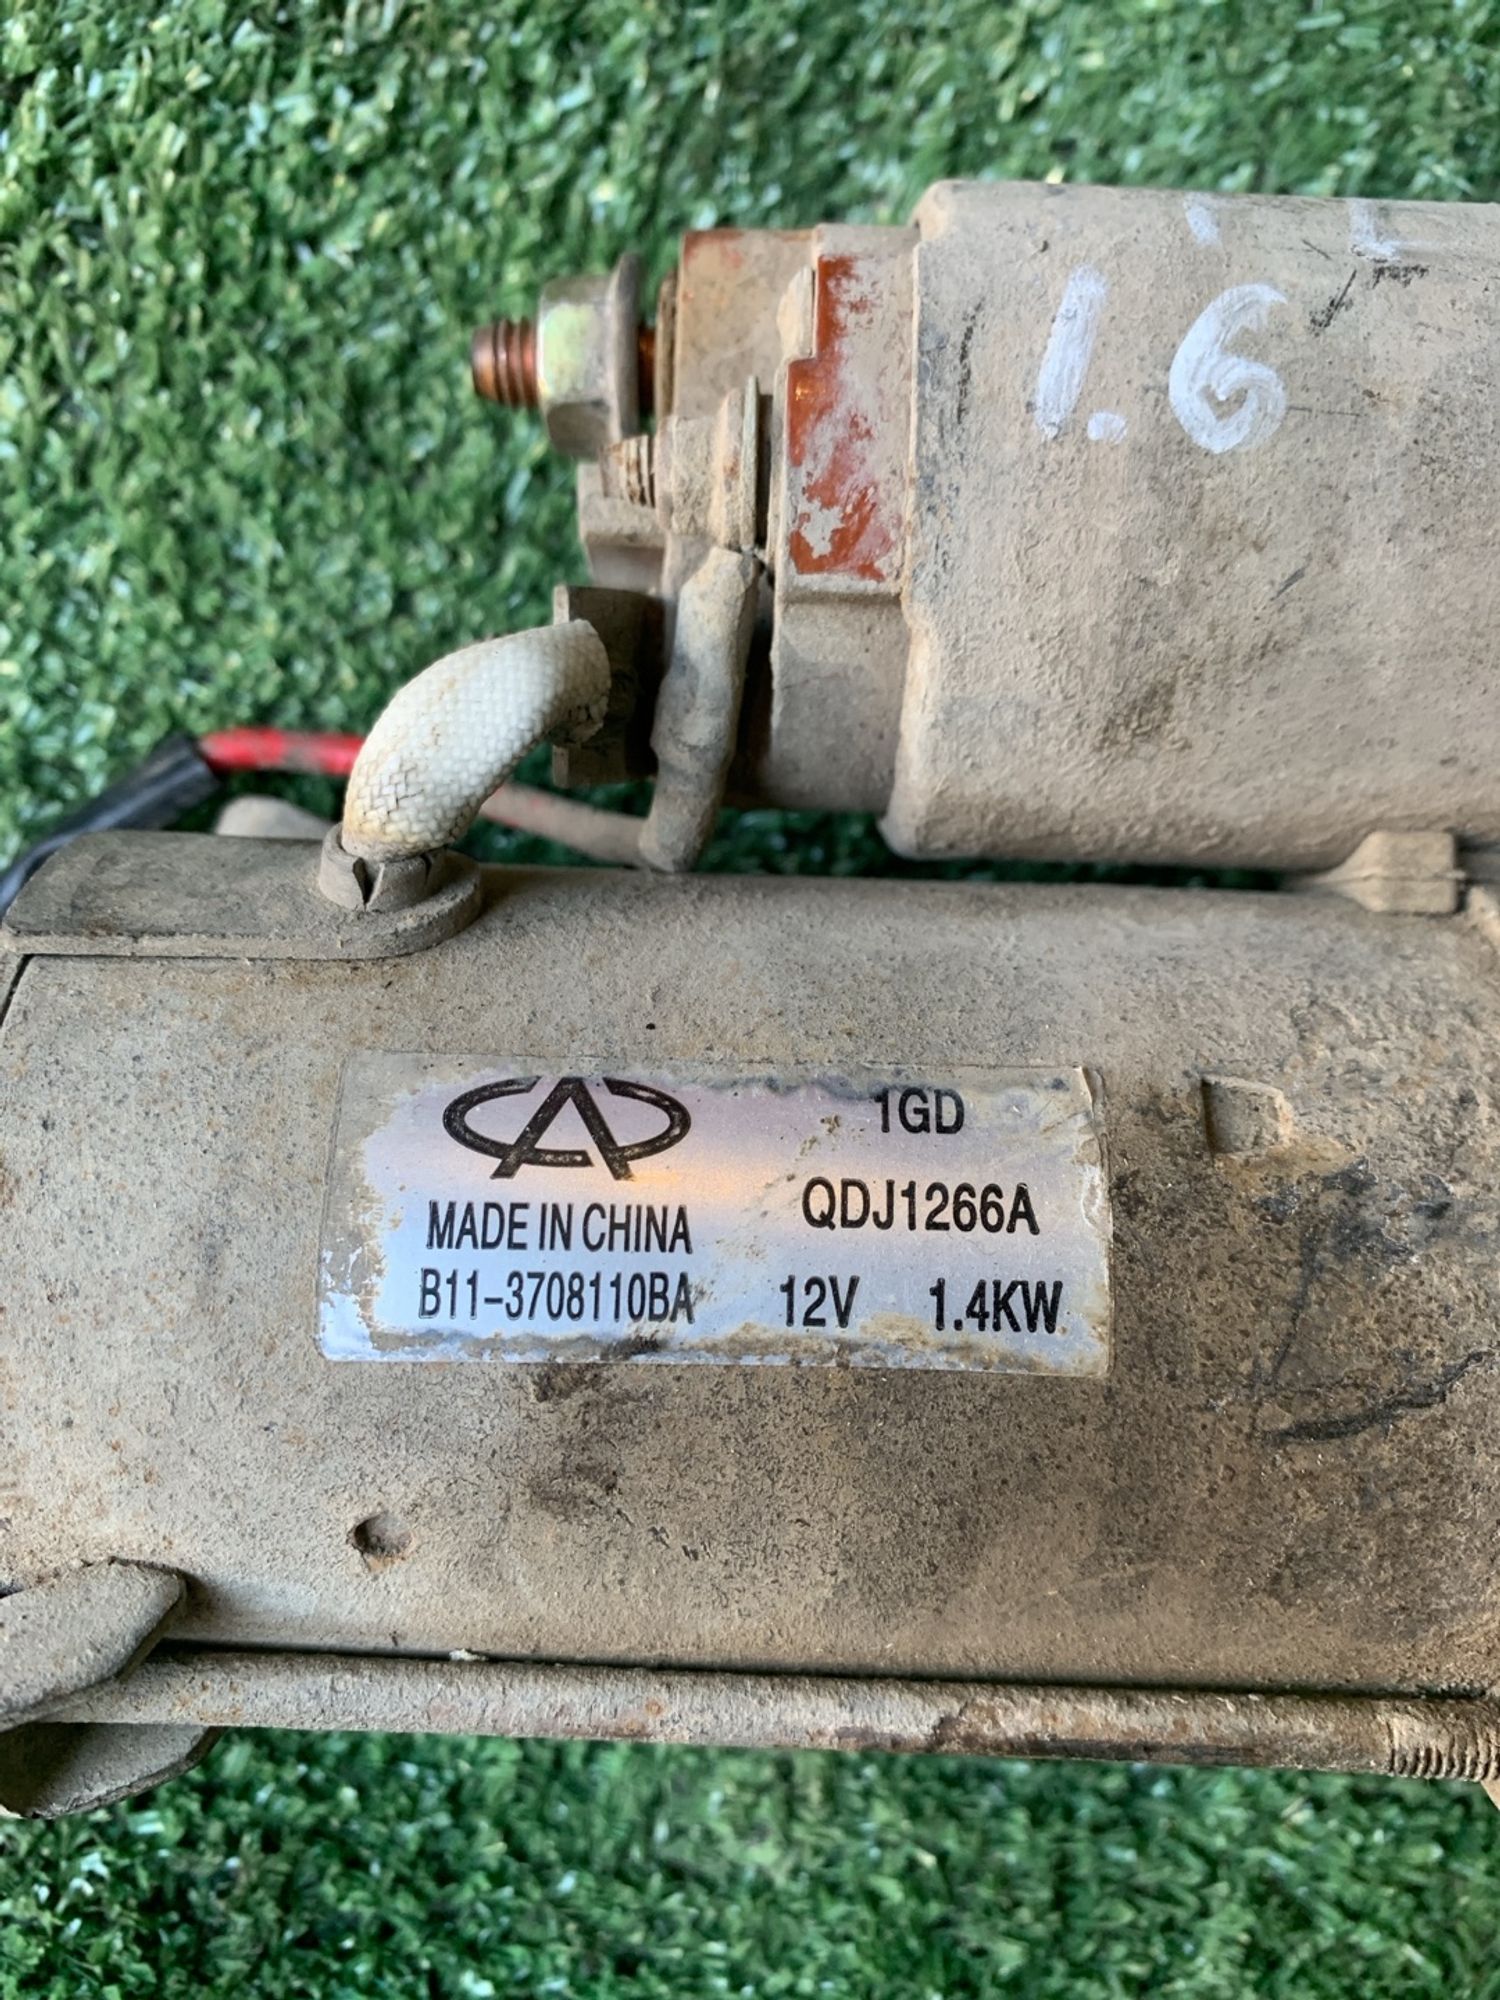 1.6
1GD
QDJ1266A
MADE IN CHINA
B11-3708110BA 12V 1.4KW